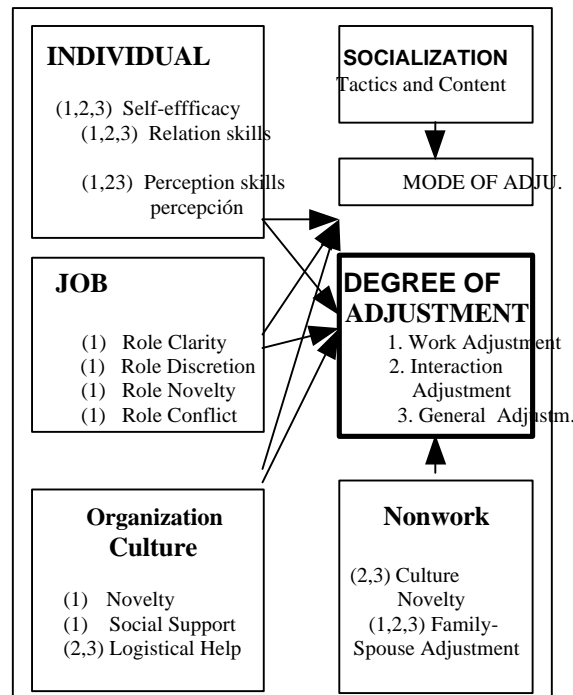 INDIVIDUAL
(1,2,3) Self-effficacy
(1,2,3) Relation skills
(1,23) Perception skills
percepción
SOCIALIZATION
Tactics and Content
MODE OF ADJU.
JOB
(1) Role Clarity
(1) Role Discretion
(1) Role Novelty
(1) Role Conflict
DEGREE OF
ADJUSTMENT
1. Work Adjustment
2. Interaction
Adjustment
3. General Adjustm.
Organization
Culture
(1) Novelty
(1) Social Support
(2,3) Logistical Help
Nonwork
(2,3) Culture
Novelty
(1,2,3) Family-
Spouse Adjustment